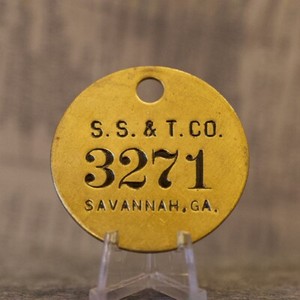 S. S. & T. CO.
3271
SAVANNAH, GA.